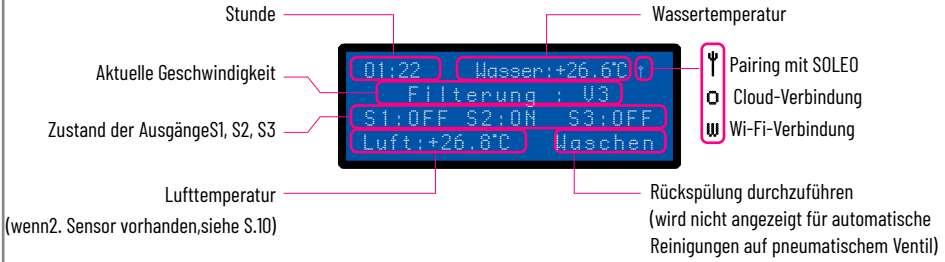 Stunde
Wassertemperatur
01:22 Wasser:+26.6°C
Aktuelle Geschwindigkeit
Filterung : V3
Pairing mit SOLEO
Cloud-Verbindung
Zustand der AusgängeS1, S2, S3
S1:OFF S2:ON S3:OFF
Wi-Fi-Verbindung
Luft:+26.8°C Waschen
Lufttemperatur
(wenn2. Sensor vorhanden,siehe S.10)
Rückspülung durchzuführen
(wird nicht angezeigt für automatische
Reinigungen auf pneumatischem Ventil)